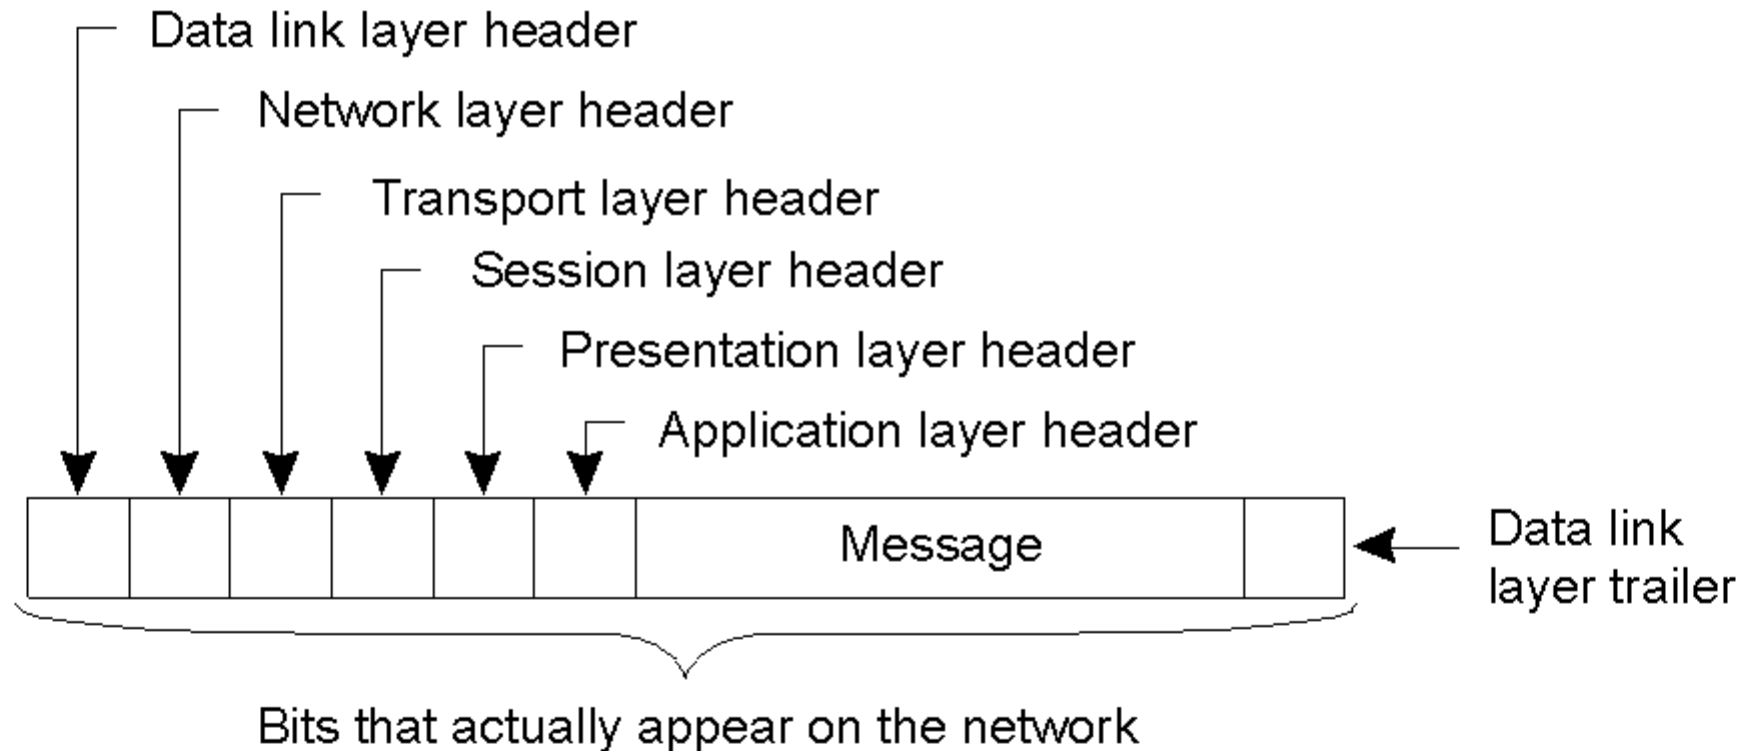 Data link layer header
Network layer header
Transport layer header
Session layer header
Presentation layer header
Application layer header
Message
Data link
layer trailer
Bits that actually appear on the network